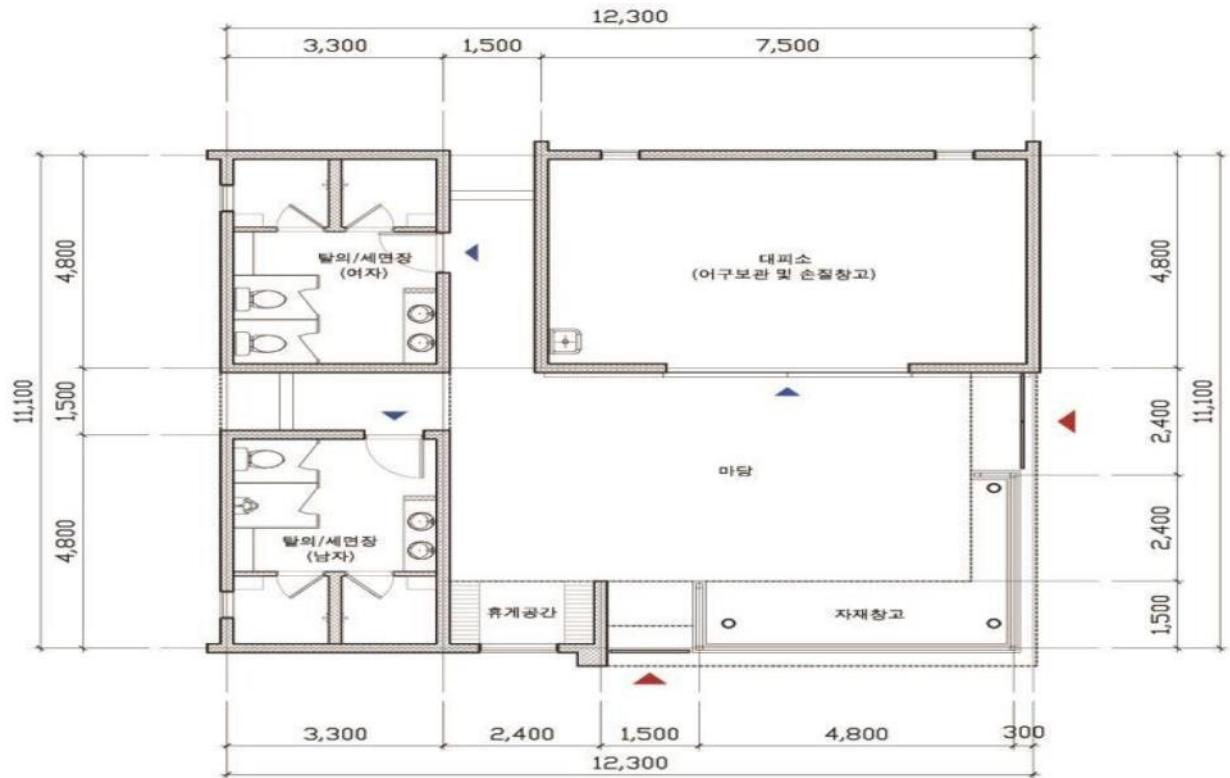 12,300
3,300
1,500
7,500
11,100
4,800
1,500
4,800
탈의/세면장
(여자)
대피소
(어구보관 및 손질창고)
4,800
2,400
2,400
1,500
11,100
마당
탈의/세면장
(남자)
휴게공간
자재창고
3,300
2,400
1,500
4,800
300
12,300